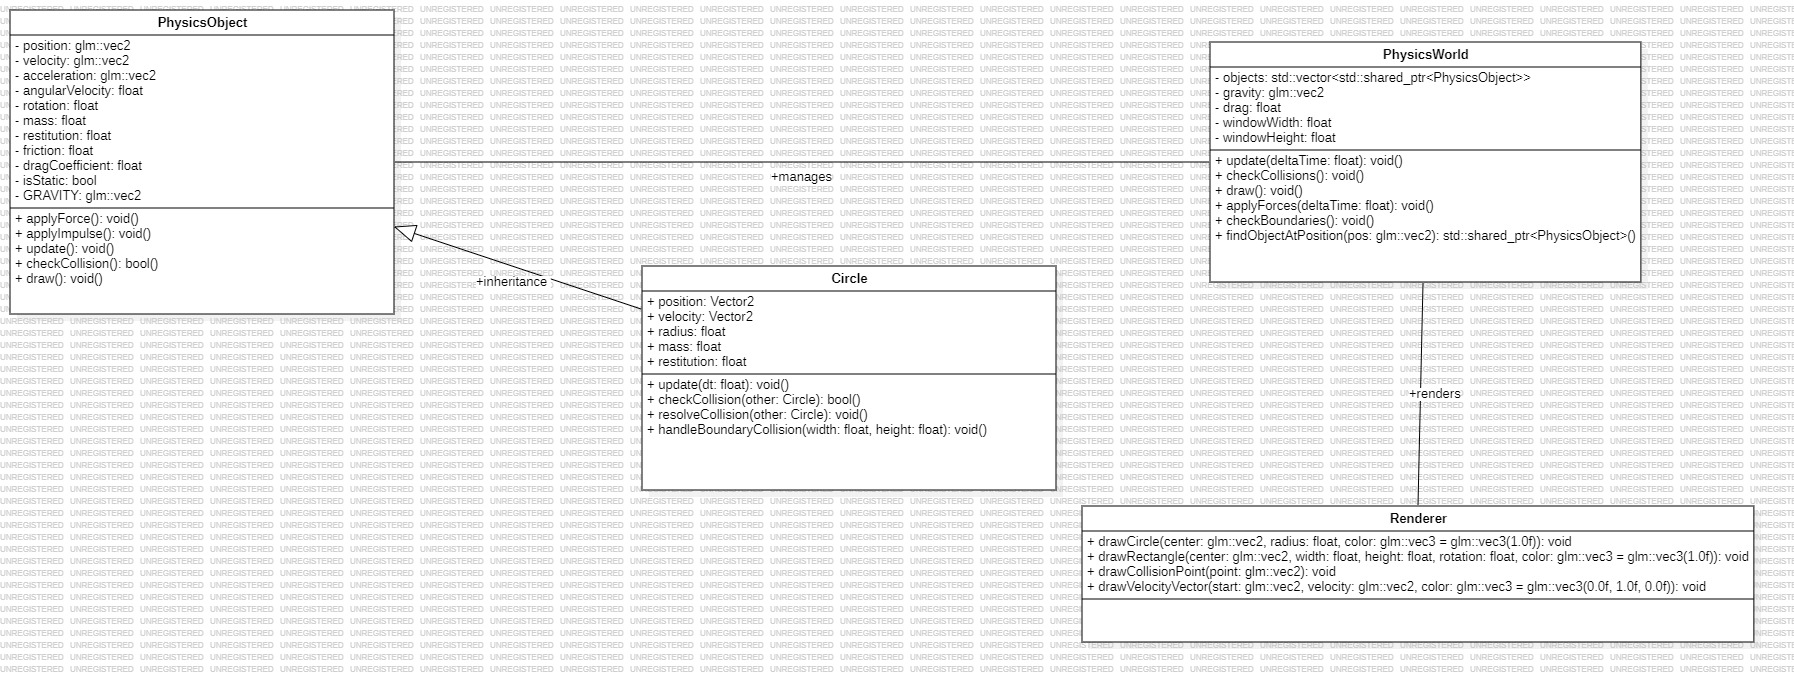 PhysicsObject
- position: glm::vec2
- velocity: glm::vec2
- acceleration: glm::vec2
- angularVelocity: float
- rotation: float
- mass: float
- restitution: float
- friction: float
- dragCoefficient: float
- isStatic: bool
- GRAVITY: glm::vec2
+ applyForce(): void()
+ applyImpulse(): void()
+ update(): void()
+ checkCollision(): bool()
+ draw(): void()
+manages
+inheritance
Circle
+ position: Vector2
+ velocity: Vector2
+ radius: float
+ mass: float
+ restitution: float
+ update(dt: float): void()
+ checkCollision(other: Circle): bool()
+ resolveCollision(other: Circle): void()
+ handleBoundaryCollision(width: float, height: float): void()
PhysicsWorld
- objects: std::vector<std::shared_ptr<PhysicsObject>>
- gravity: glm::vec2
- drag: float
- windowWidth: float
- windowHeight: float
+ update(deltaTime: float): void()
+ checkCollisions(): void()
+ draw(): void()
+ applyForces(deltaTime: float): void()
+ checkBoundaries(): void()
+ findObjectAtPosition(pos: glm::vec2): std::shared_ptr<PhysicsObject>()
+renders
Renderer
+ drawCircle(center: glm::vec2, radius: float, color: glm::vec3 = glm::vec3(1.0f)): void
+ drawRectangle(center: glm::vec2, width: float, height: float, rotation: float, color: glm::vec3 = glm::vec3(1.0f)): void
+ drawCollisionPoint(point: glm::vec2): void
+ drawVelocityVector(start: glm::vec2, velocity: glm::vec2, color: glm::vec3 = glm::vec3(0.0f, 1.0f, 0.0f)): void
UNREGISTERED